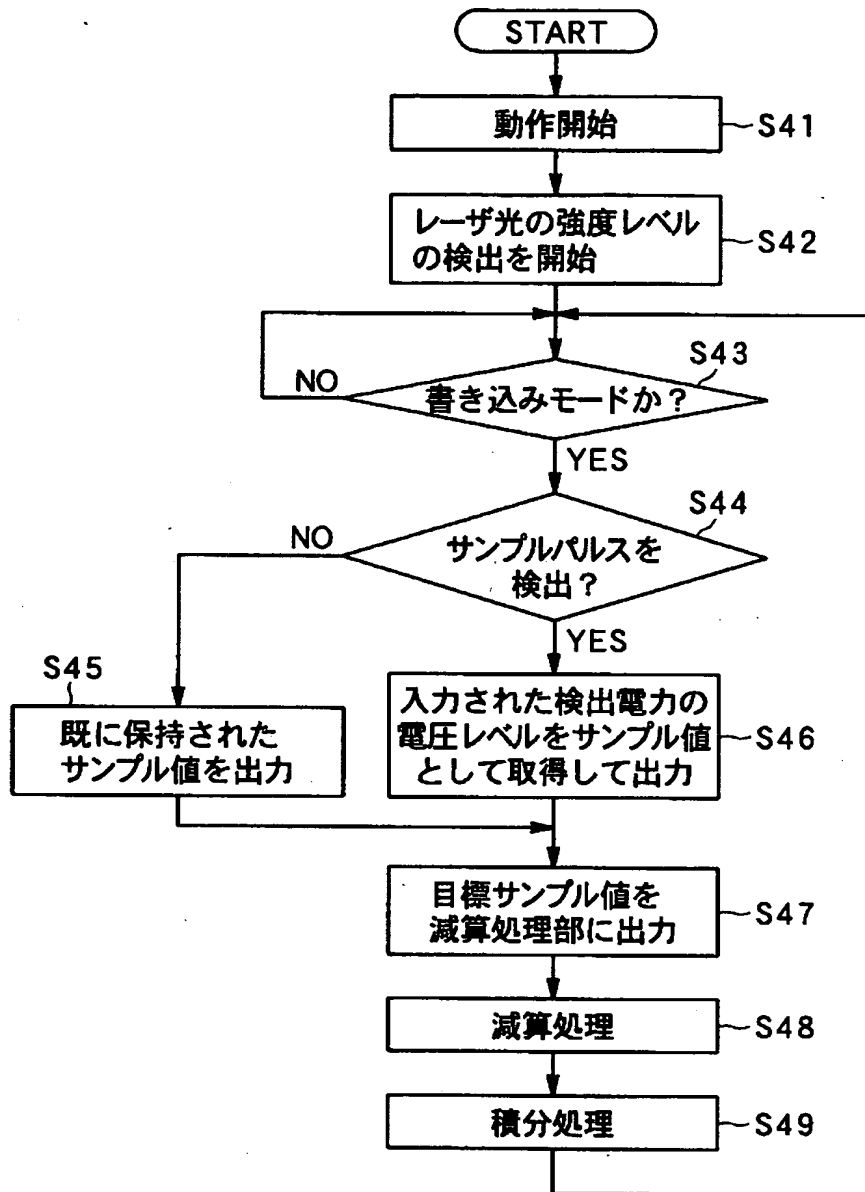 START
動作開始
S41
レーザ光の強度レベル
の検出を開始
S42
S43
NO
書き込みモードか?
YES
S44
NO
サンプルパルスを
検出?
YES
S45
既に保持された
サンプル値を出力
入力された検出電力の
電圧レベルをサンプル値
として取得して出力
S46
目標サンプル値を
減算処理部に出力
S47
減算処理
S48
積分処理
S49